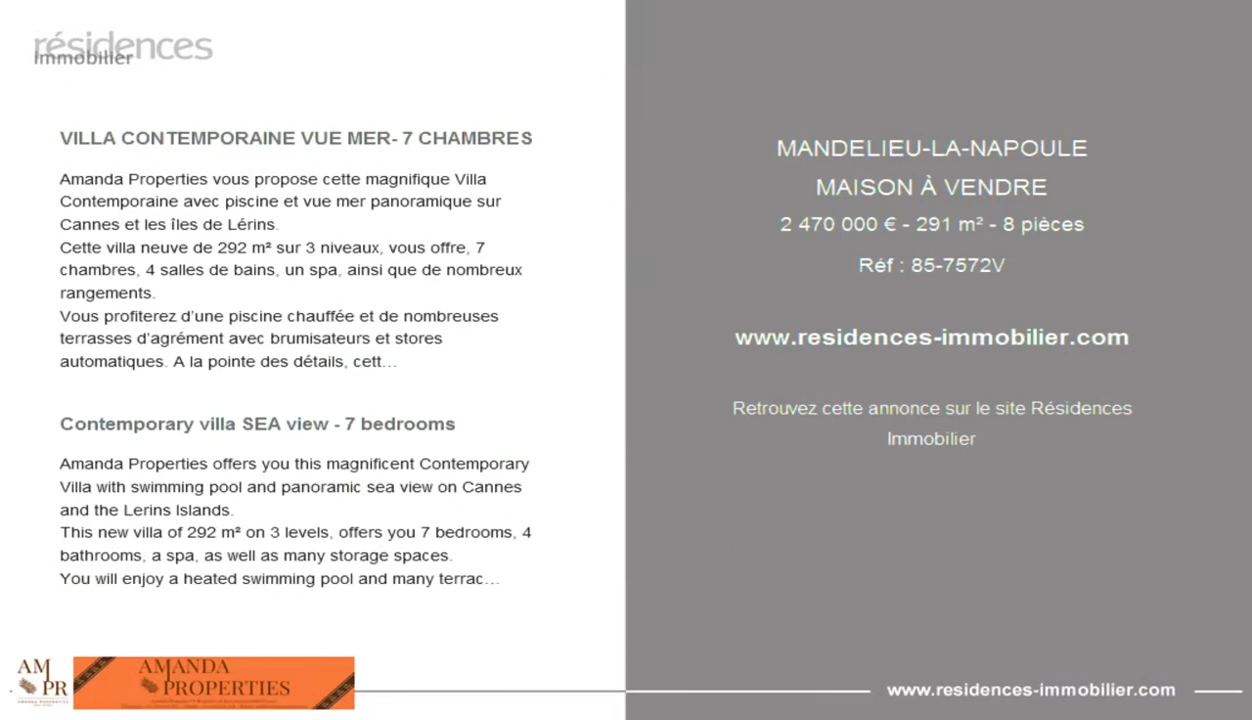 résidences
immobilier
VILLA CONTEMPORAINE VUE MER- 7 CHAMBRES
Amanda Properties vous propose cette magnifique Villa
Contemporaine avec piscine et vue mer panoramique sur
Cannes et les îles de Lérins.
Cette villa neuve de 292 m² sur 3 niveaux, vous offre, 7
chambres, 4 salles de bains, un spa, ainsi que de nombreux
rangements.
Vous profiterez d'une piscine chauffée et de nombreuses
terrasses d'agrément avec brumisateurs et stores
automatiques. A la pointe des détails, cett...
Contemporary villa SEA view - 7 bedrooms
Amanda Properties offers you this magnificent Contemporary
Villa with swimming pool and panoramic sea view on Cannes
and the Lerins Islands.
This new villa of 292 m² on 3 levels, offers you 7 bedrooms, 4
bathrooms, a spa, as well as many storage spaces.
You will enjoy a heated swimming pool and many terrac...
AM
PR
AMANDA PROPERTIES
AMANDA
PROPERTIES
MANDELIEU-LA-NAPOULE
MAISON À VENDRE
2 470 000 € - 291 m² - 8 pièces
Réf : 85-7572V
www.residences-immobilier.com
Retrouvez cette annonce sur le site Résidences
Immobilier
www.residences-immobilier.com